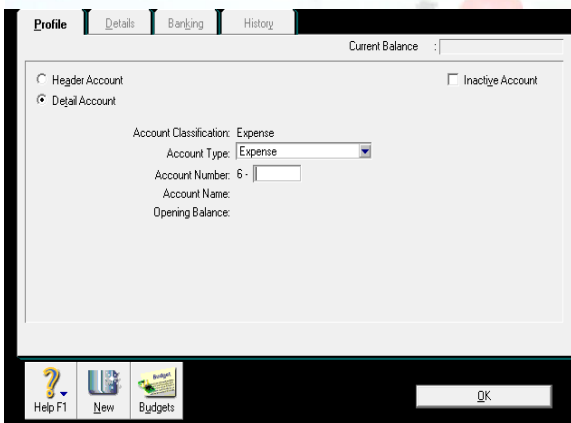 Profile Details Banking History
Current Balance :
Header Account Inactive Account
Detail Account
Account Classification: Expense
Account Type: Expense
Account Number: 6 -
Account Name:
Opening Balance:
Budget
Help F1 New Budgets OK